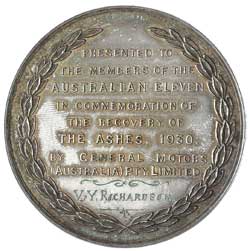 PRESENTED TO
THE MEMBERS OF THE
AUSTRALIAN ELEVEN
IN COMMEMORATION OF
THE RECOVERY OF
THE ASHES, 1930.
BY GENERAL MOTORS
(AUSTRALIA) PTY LIMITED
V.Y. RICHARDSON